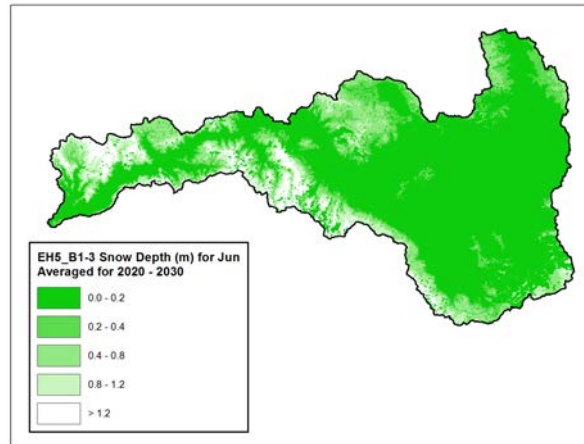 EH5_B1-3 Snow Depth (m) for Jun
Averaged for 2020 - 2030
0.0 - 0.2
0.2 - 0.4
0.4 - 0.8
0.8 - 1.2
> 1.2